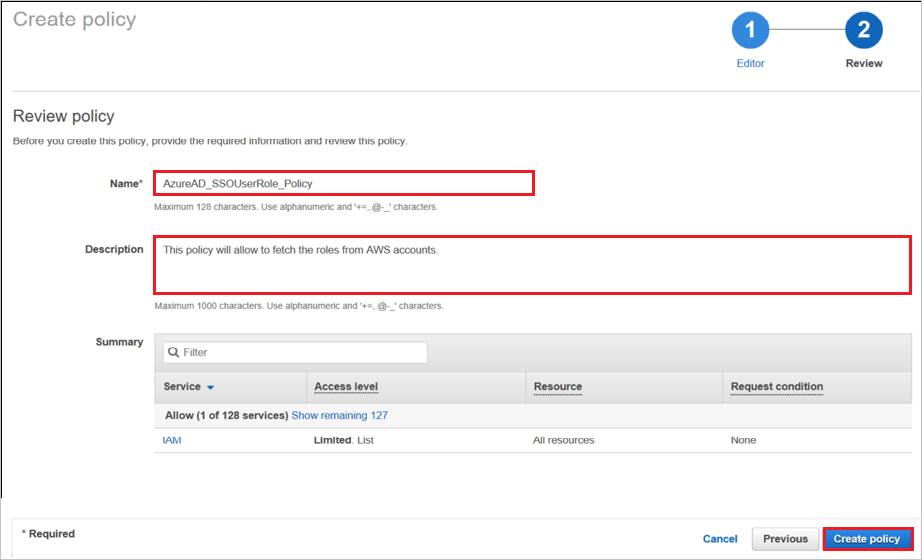 Create policy
1
2
Editor
Review
Review policy
Before you create this policy, provide the required information and review this policy.
Name*
AzureAD_SSOUserRole_Policy
Maximum 128 characters. Use alphanumeric and '+=,.@-_' characters.
Description
This policy will allow to fetch the roles from AWS accounts.
Maximum 1000 characters. Use alphanumeric and '+=,.@-_' characters.
Summary
Filter
Service Access level Resource Request condition
Allow (1 of 128 services) Show remaining 127
IAM Limited: List All resources None
* Required
Cancel Previous Create policy